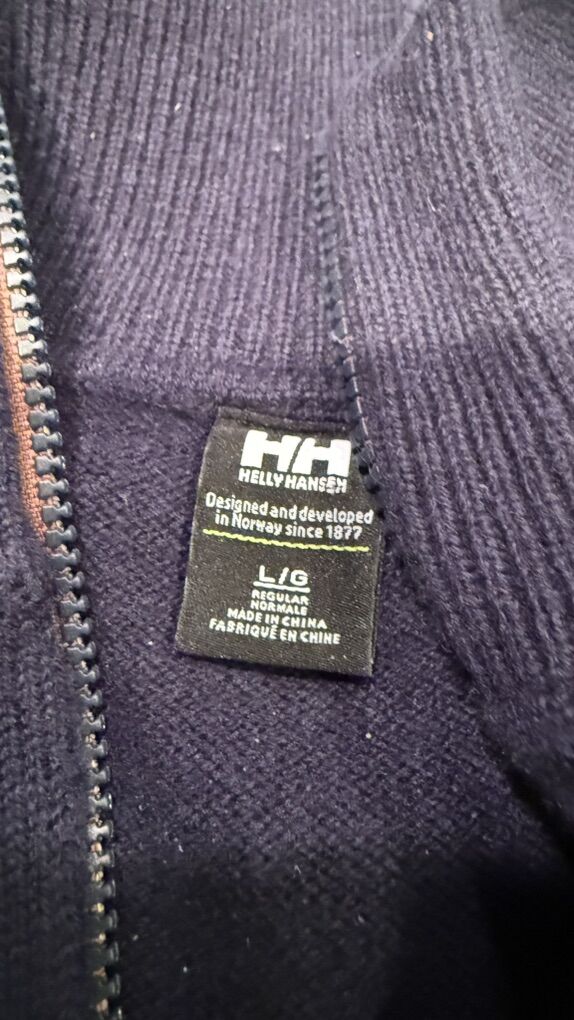 HH
HELLY HANSEN
Designed and developed
in Norway since 1877
L/G
REGULAR
NORMALE
MADE IN CHINA
FABRIQUÉ EN CHINE